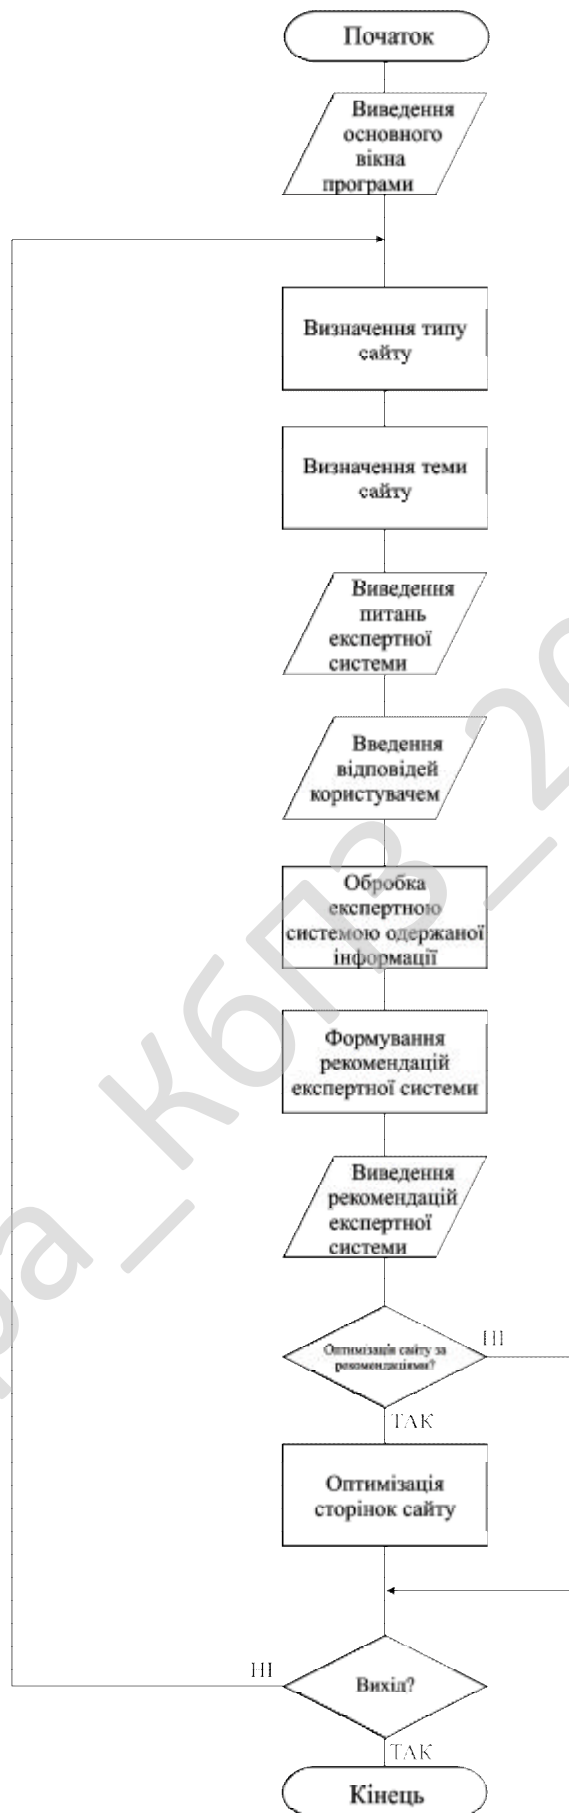 Початок
Виведення
основного
вікна
програми
Визначення типу
сайту
Визначення теми
сайту
Виведення
питань
експертної
системи
Введення
відповідей
користувачем
Обробка
експертною
системою одержаної
інформації
Формування
рекомендацій
експертної системи
Виведення
рекомендацій
експертної
системи
Оптимізація сайту за
рекомендаціями?
НІ
ТАК
Оптимізація
сторінок сайту
НІ
Вихід?
ТАК
Кінець
ра_КбПЗ_20